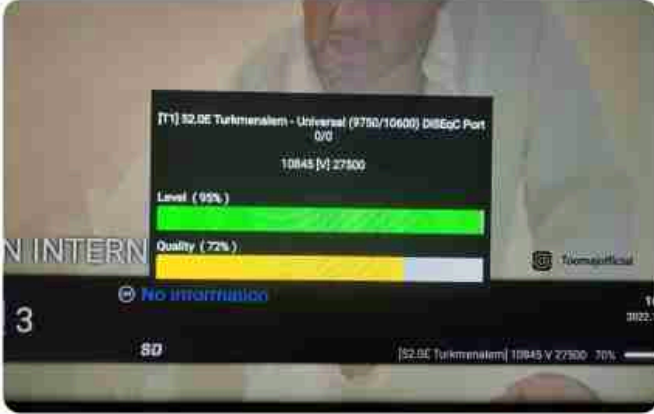 [T1] 52.0E Turkmenalem - Universal (9750/10600) DiSEqC Port
0/0
10845 [V] 27500
Level (95%)
Quality (72%)
N INTERN
Toomajofficial
No information
3
2022.
SD
[52.0E Turkmenalem] 10845 V 27500 70%